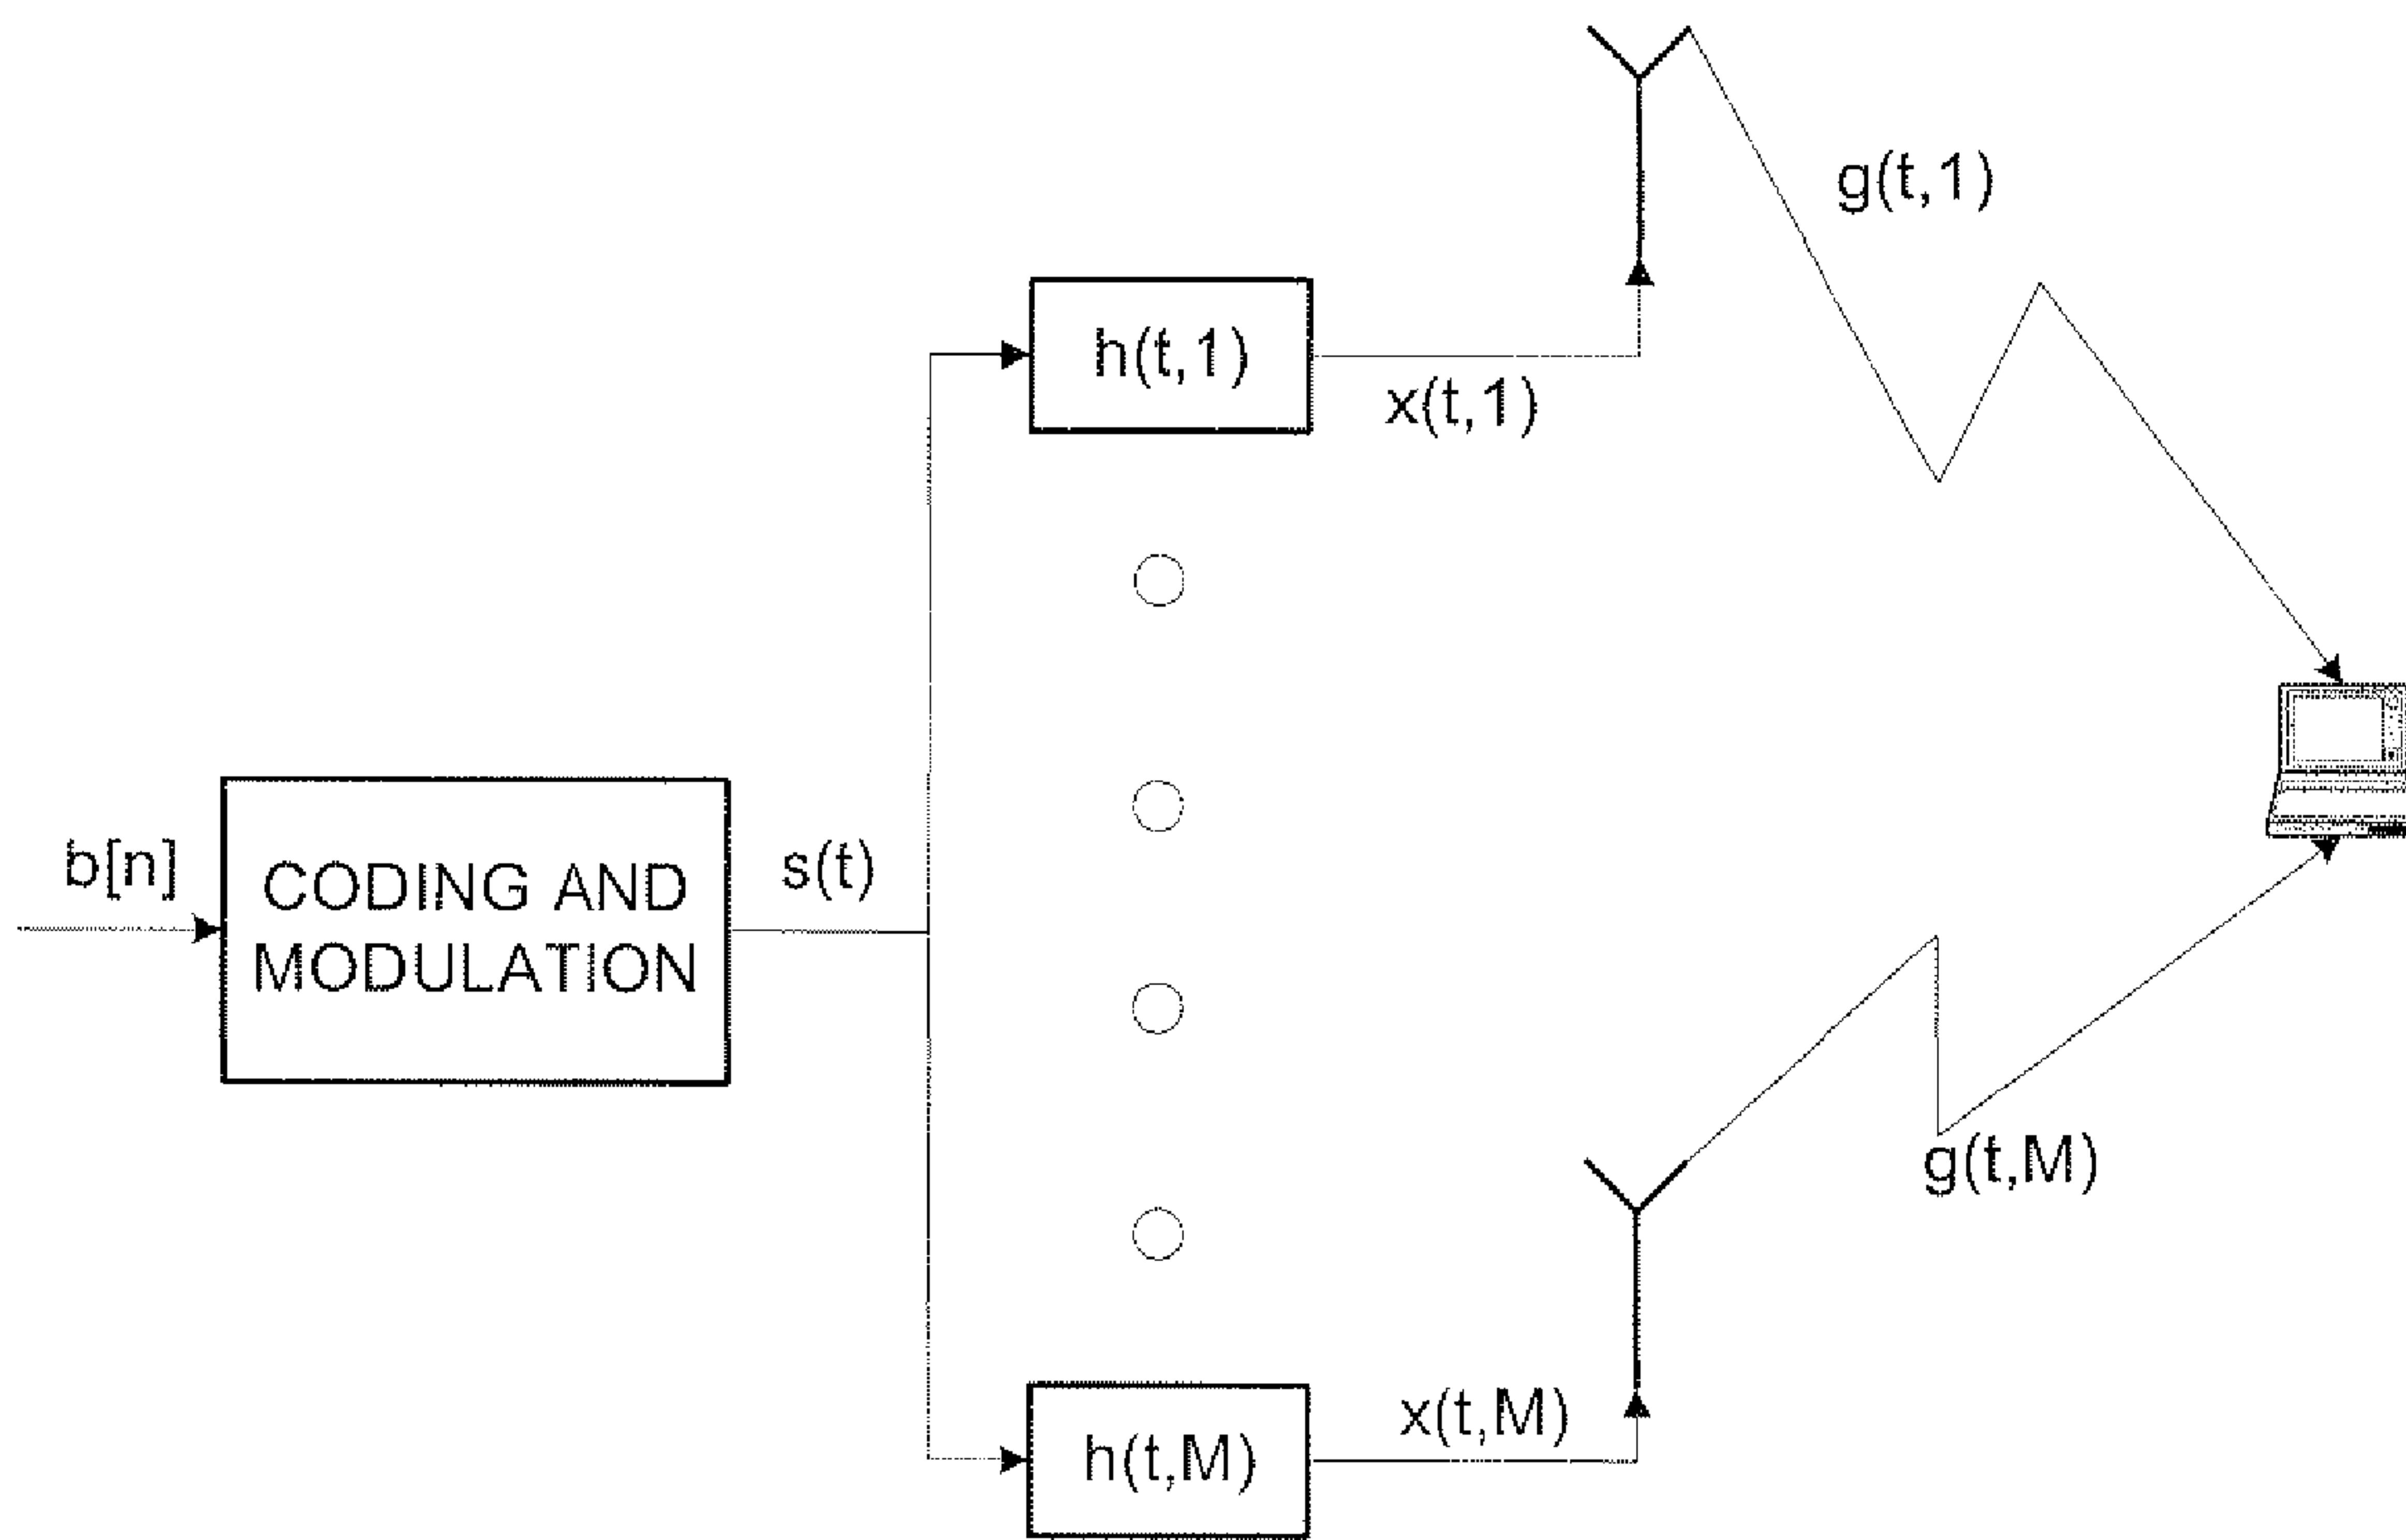 g(t,1)
h(t,1)
x(t,1)
b[n]
CODING AND
MODULATION
s(t)
g(t,M)
x(t,M)
h(t,M)